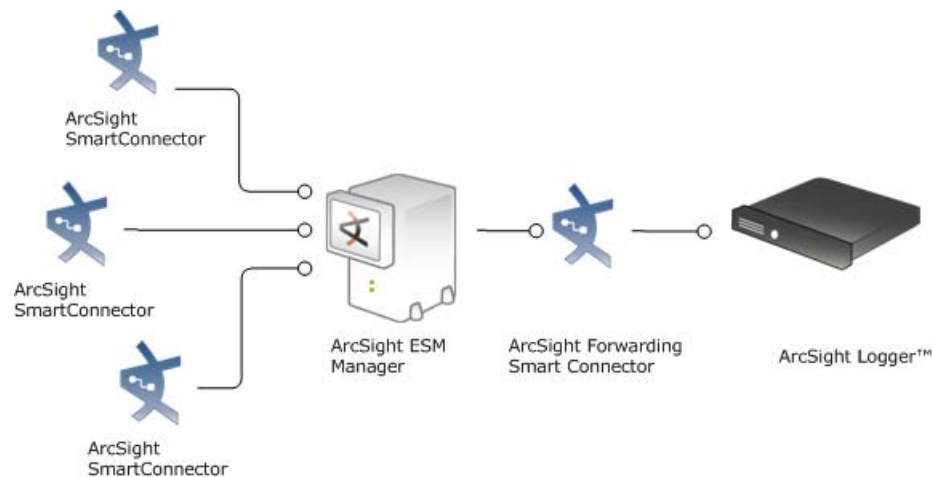 ArcSight
SmartConnector
ArcSight
SmartConnector
ArcSight
SmartConnector
ArcSight ESM
Manager
ArcSight Forwarding
Smart Connector
ArcSight Logger™